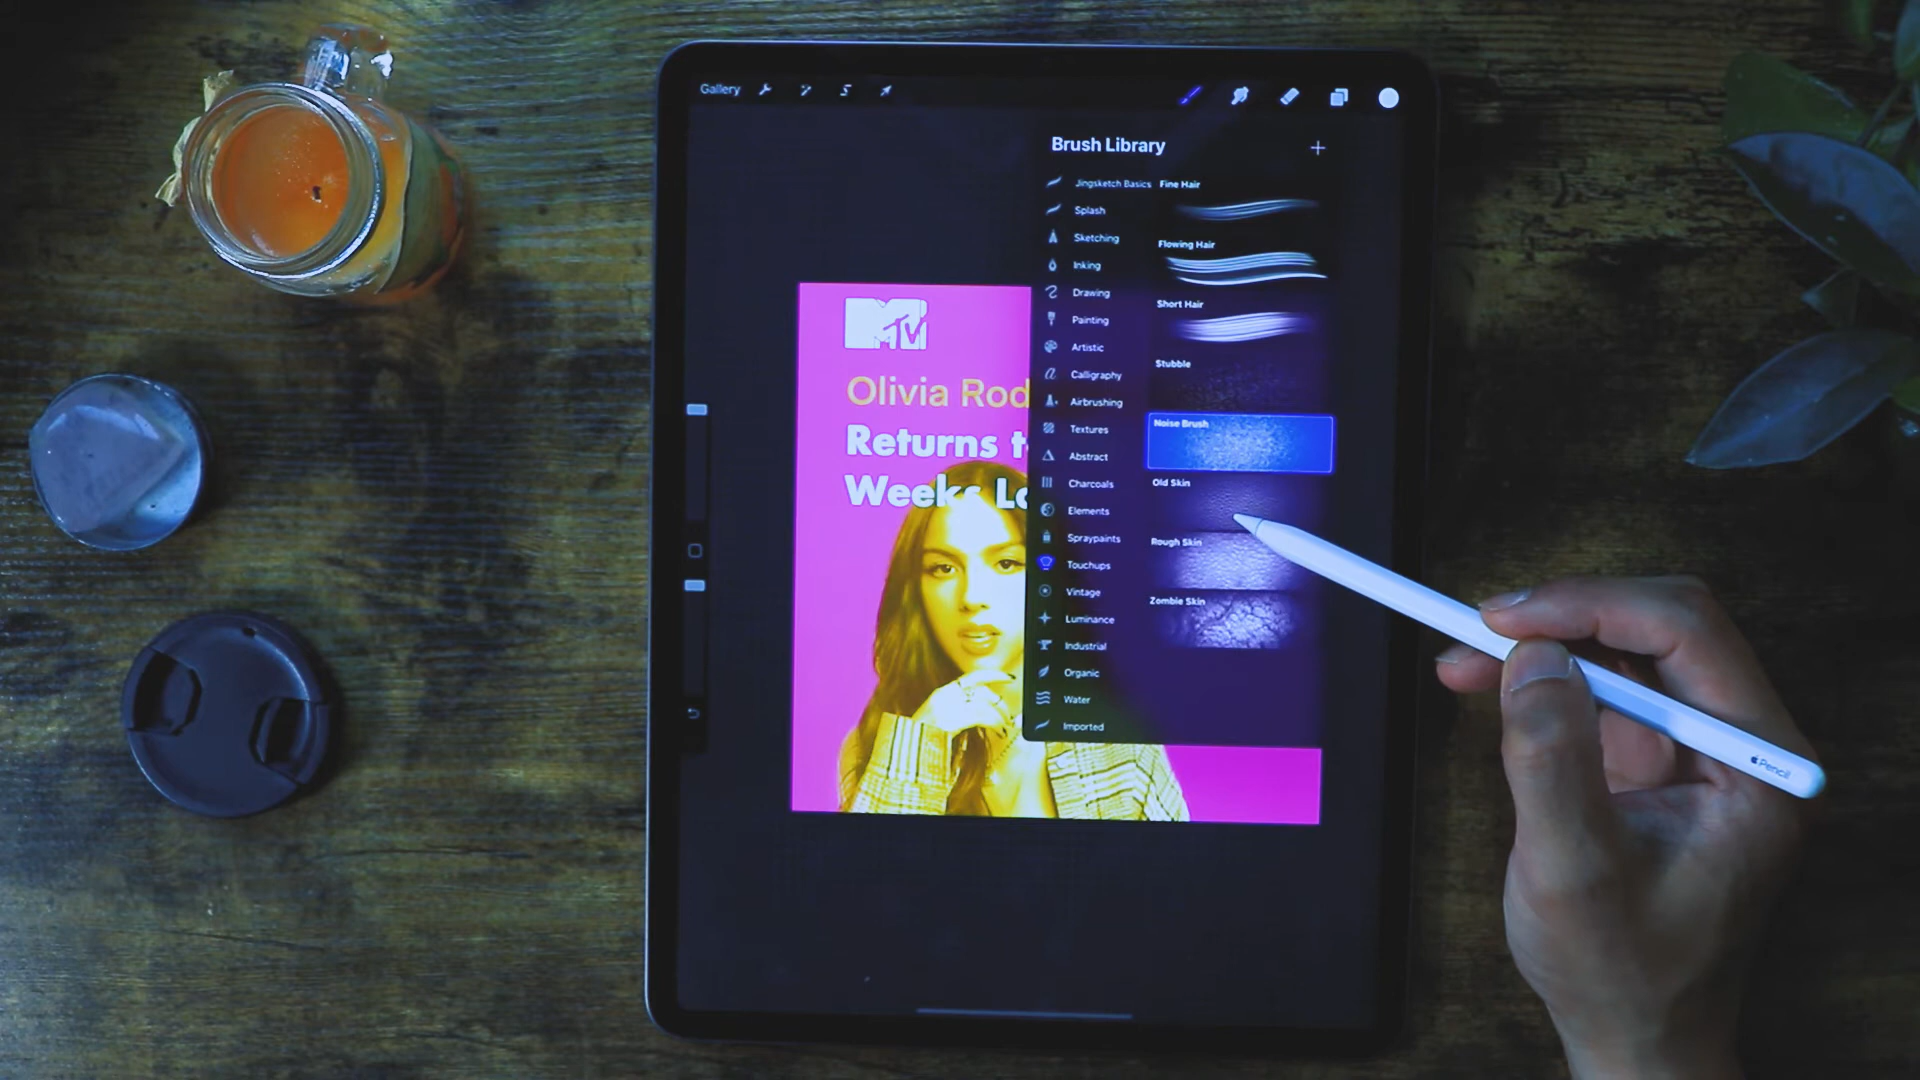 Gallery
Brush Library
Jingsketch Basics
Splash
Sketching
Inking
Drawing
Painting
Artistic
Calligraphy
Airbrushing
Textures
Abstract
Charcoals
Elements
Spraypaints
Touchups
Vintage
Luminance
Industrial
Organic
Water
Imported
Fine Hair
Flowing Hair
Short Hair
Stubble
Noise Brush
Old Skin
Rough Skin
Zombie Skin
MTV
Olivia Rod
Returns t
Weeks La
Pencil